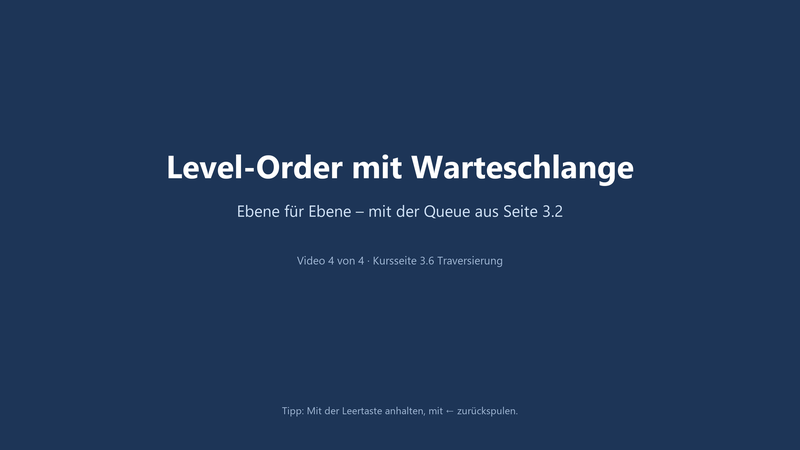 Level-Order mit Warteschlange
Ebene für Ebene – mit der Queue aus Seite 3.2
Video 4 von 4 · Kursseite 3.6 Traversierung
Tipp: Mit der Leertaste anhalten, mit ← zurückspulen.